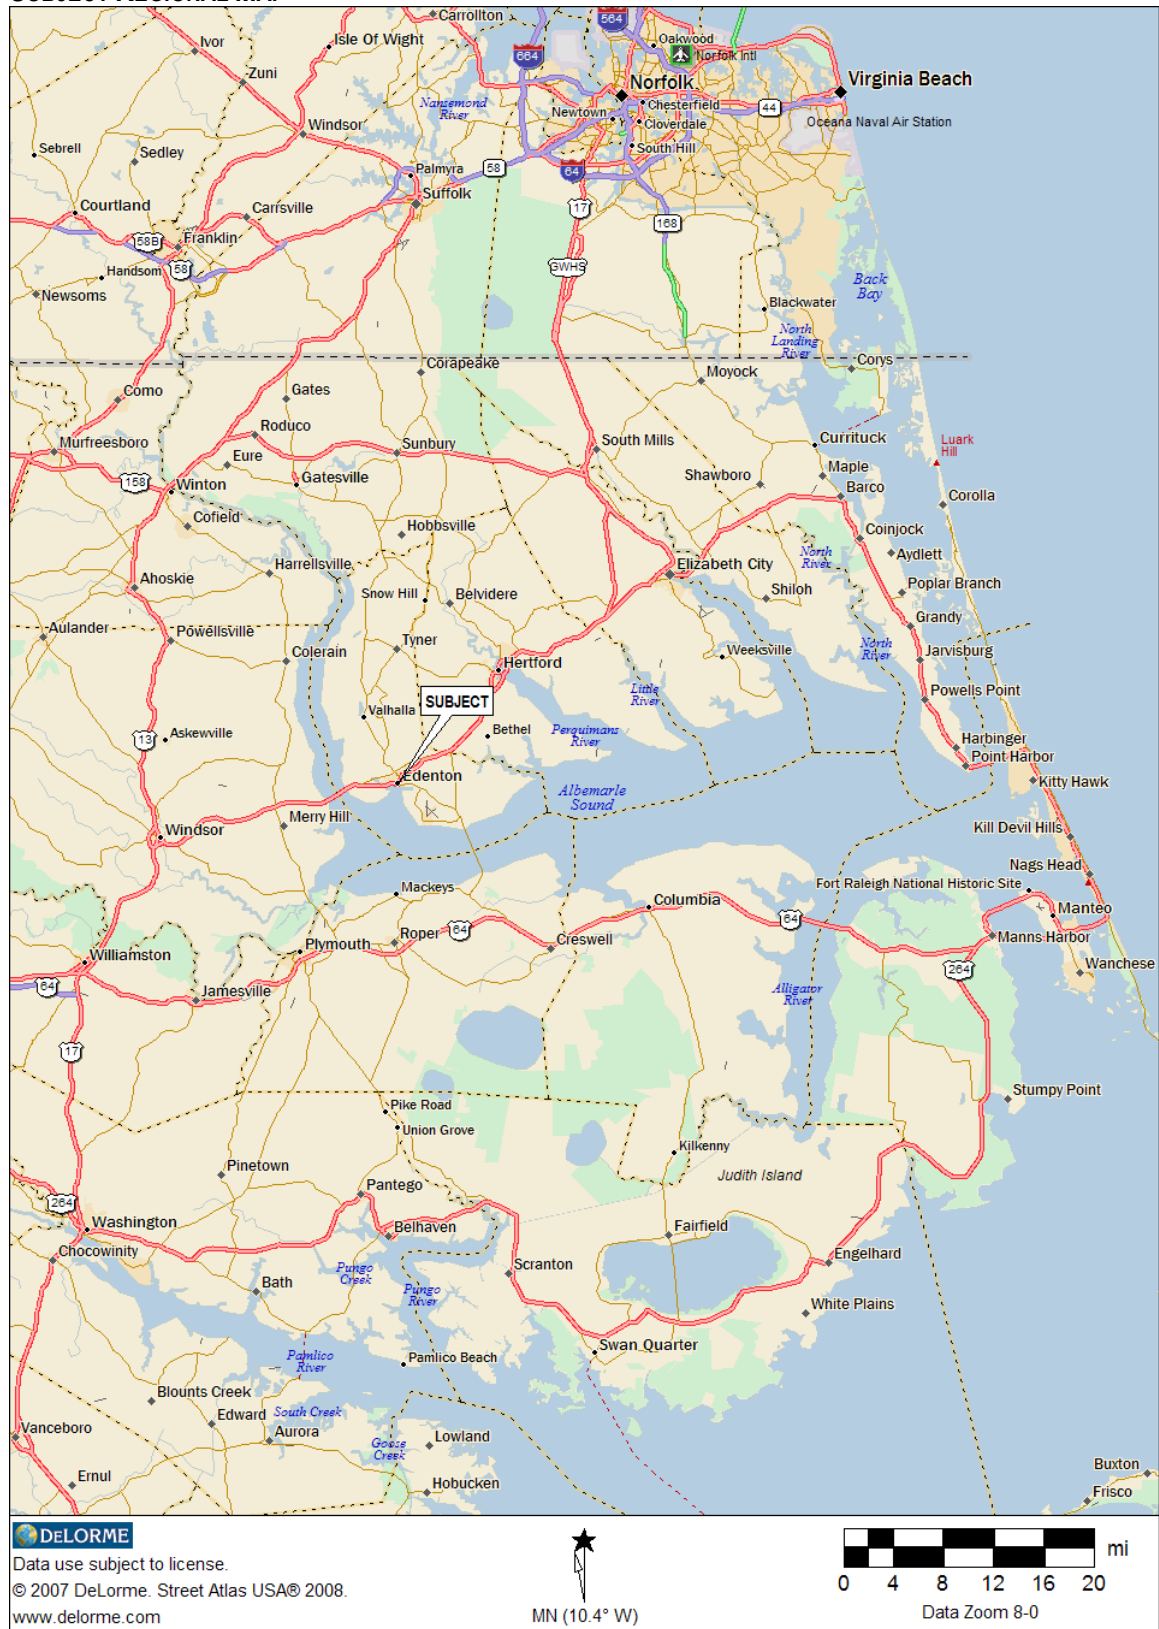 SUBJECT REGIONAL MAP
Carrollton
564
Ivor
Isle Of Wight
Oakwood
664
Norfolk Intl
Zuni
Norfolk
Virginia Beach
Nansemond
River
Chesterfield
44
Newtown
Cloverdale
Oceana Naval Air Station
Windsor
Sebrell
Sedley
South Hill
Palmyra
58
64
Suffolk
Courtland
Carrsville
17
168
58B
Franklin
58
Handsom
GWHS
Back
Bay
Newsoms
Blackwater
North
Landing
River
Corapeake
Corys
Moyock
Como
Gates
Roduco
Murfreesboro
Sunbury
South Mills
Currituck
Luark
Hill
Eure
Maple
158
Winton
Gatesville
Shawboro
Barco
Corolla
Cofield
Hobbsville
Coinjock
North
River
Aydlett
Harrellsville
Elizabeth City
Ahoskie
Snow Hill
Belvidere
Shiloh
Poplar Branch
Grandy
Aulander
Powellsville
Tyner
Colerain
Weeksville
North
River
Jarvisburg
Hertford
Little
River
Powells Point
SUBJECT
Valhalla
13
Askewville
Bethel
Perquimans
River
Harbinger
Point Harbor
Edenton
Kitty Hawk
Albemarle
Sound
Merry Hill
Windsor
Kill Devil Hills
Nags Head
Mackeys
Fort Raleigh National Historic Site
Columbia
Manteo
64
64
Roper
Plymouth
Creswell
Manns Harbor
Williamston
264
Wanchese
64
Jamesville
Alligator
River
17
Stumpy Point
Pike Road
Union Grove
Kilkenny
Pinetown
Judith Island
Pantego
264
Washington
Belhaven
Fairfield
Chocowinity
Engelhard
Scranton
Pungo
Creek
Bath
Pungo
River
White Plains
Swan Quarter
Pamlico
River
Pamlico Beach
Blounts Creek
Edward
South Creek
Vanceboro
Aurora
Goose
Creek
Lowland
Buxton
Ernul
Hobucken
Frisco
DELORME
Data use subject to license.
© 2007 DeLorme. Street Atlas USA® 2008.
www.delorme.com
MN (10.4° W)
mi
0 4 8 12 16 20
Data Zoom 8-0